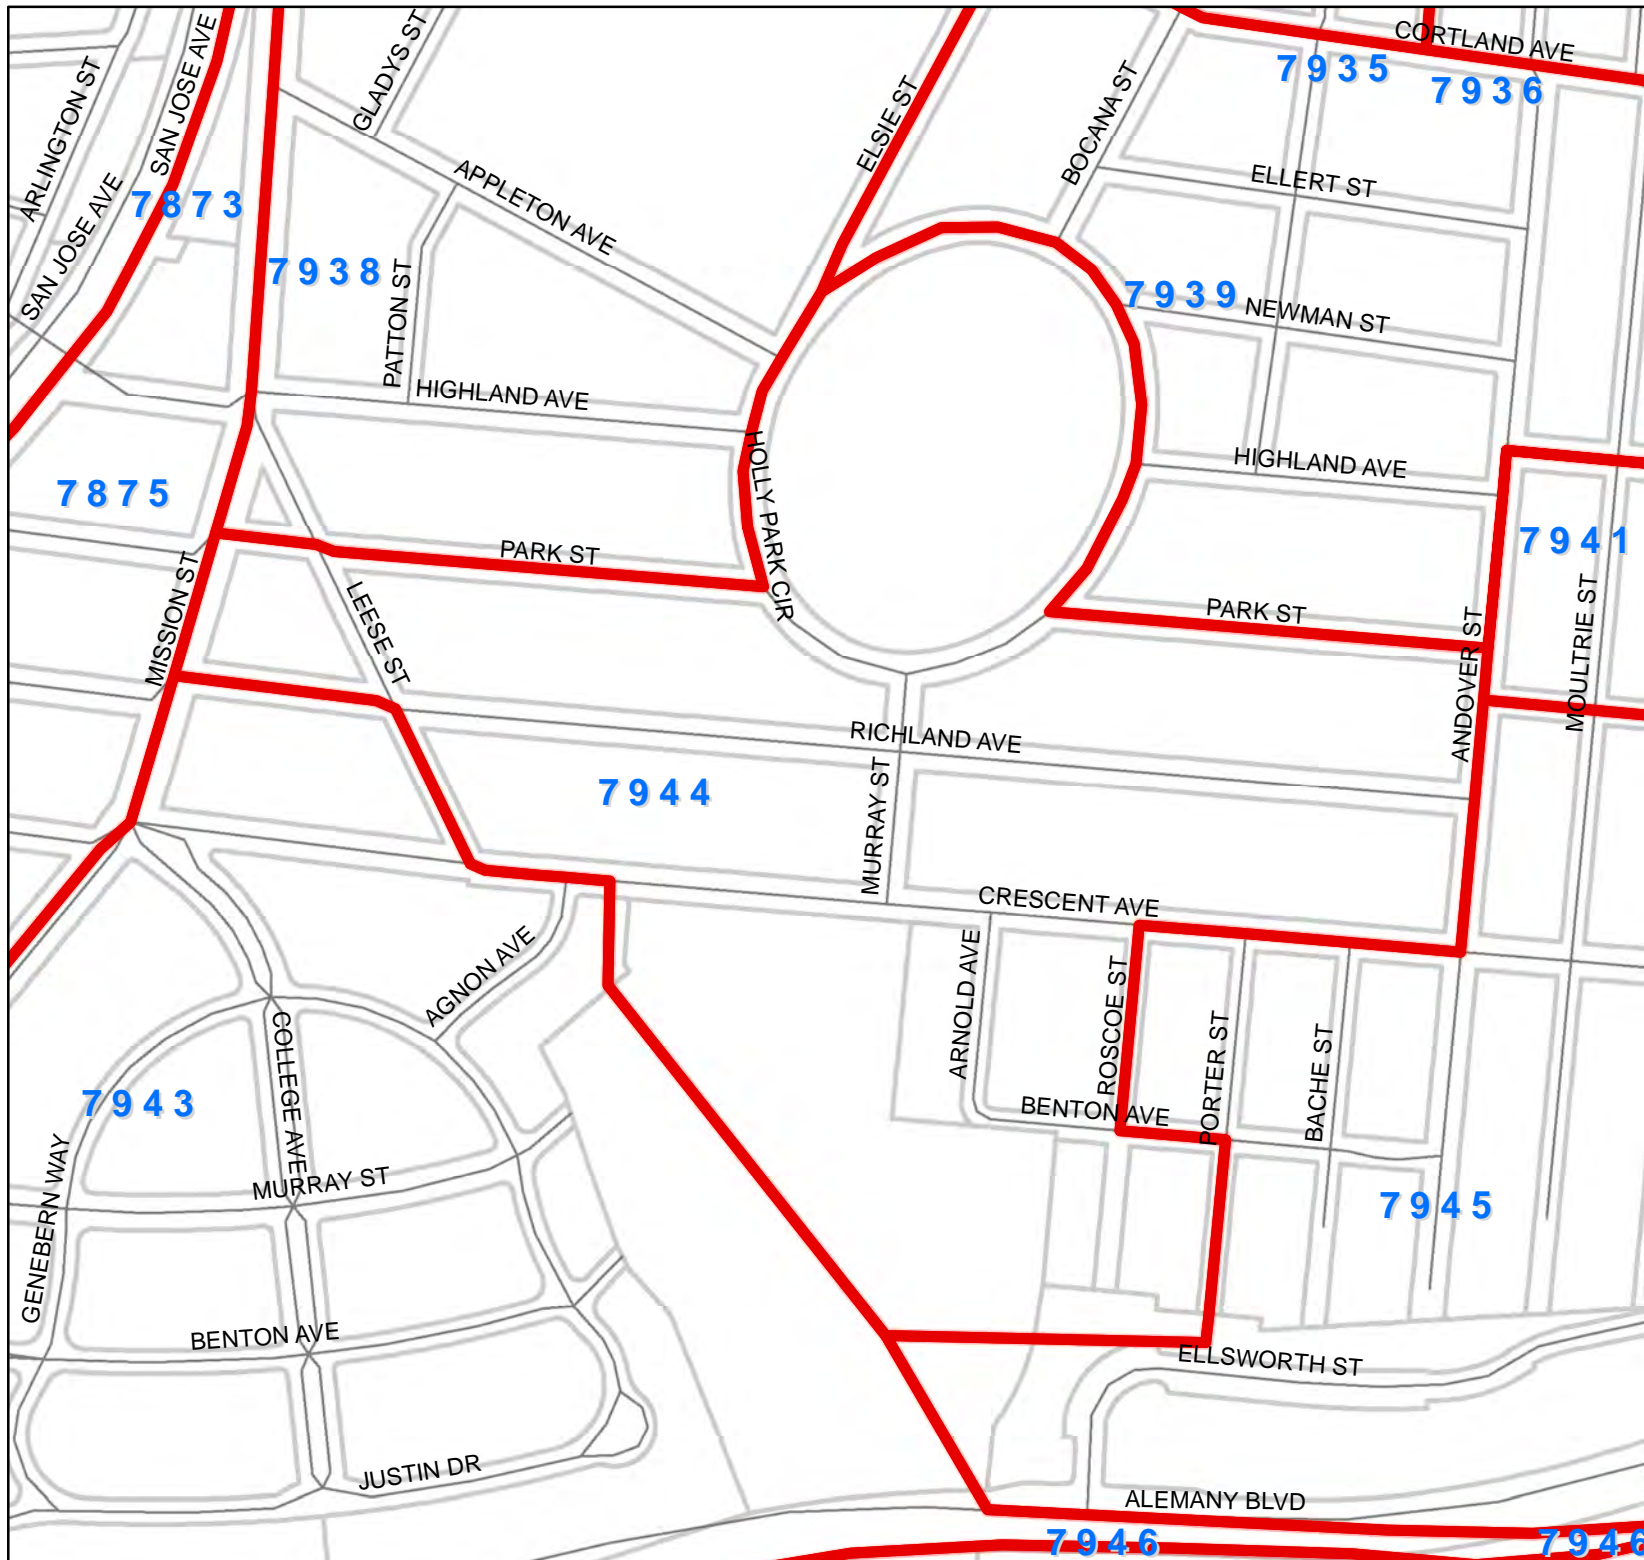 CORTLAND AVE
7935
7936
GLADYS ST
SAN JOSE AVE
ARLINGTON ST
ELSIE ST
BOCANA ST
APPLETON AVE
ELLERT ST
7873
SAN JOSE AVE
7938
PATTON ST
7939
NEWMAN ST
HIGHLAND AVE
HOLLY PARK CIR
HIGHLAND AVE
7875
7941
PARK ST
MISSION ST
LEESE ST
PARK ST
ANDOVER ST
MOULTRIE ST
RICHLAND AVE
7944
MURRAY ST
CRESCENT AVE
AGNON AVE
ARNOLD AVE
ROSCOE ST
PORTER ST
BACHE ST
COLLEGE AVE
7943
BENTON AVE
GENEBERN WAY
MURRAY ST
7945
BENTON AVE
ELLSWORTH ST
JUSTIN DR
ALEMANY BLVD
7946
7946